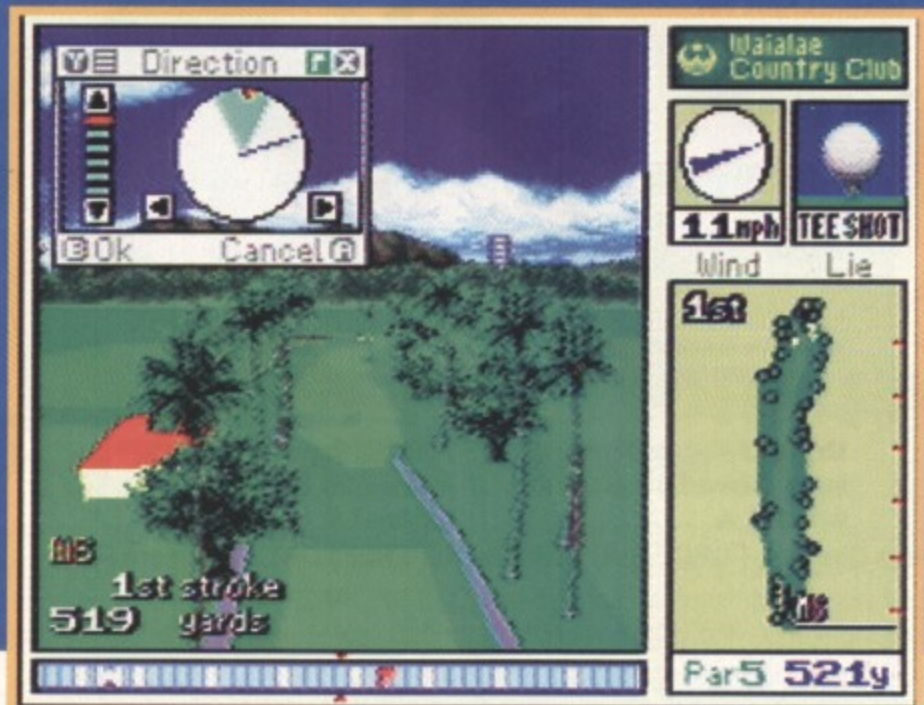 Y Direction X
B Ok Cancel A
1st stroke
519 yards
Waialae
Country Club
11mph
TEE SHOT
Wind Lie
1st
Par5 521y